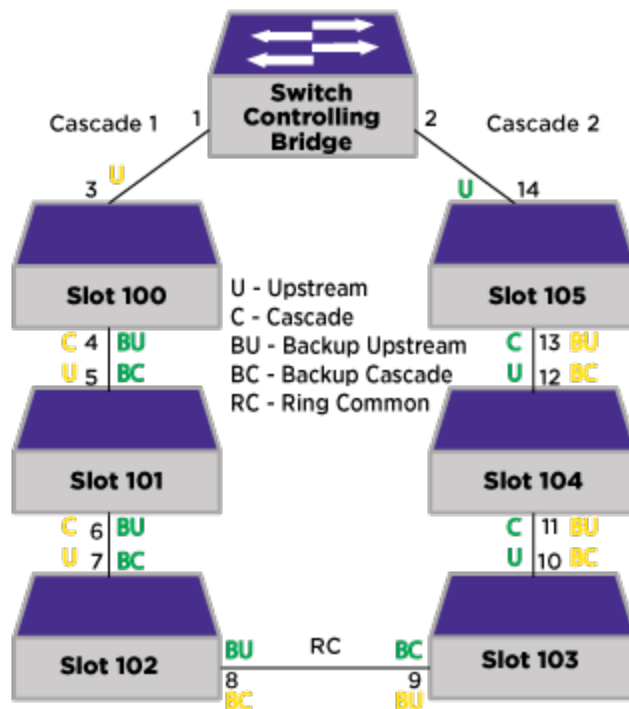 Switch
Controlling
Bridge
Cascade 1
1
2
Cascade 2
3
U
U
14
Slot 100
Slot 105
U - Upstream
C - Cascade
BU - Backup Upstream
BC - Backup Cascade
RC - Ring Common
C 4 BU
U 5 BC
C 13 BU
U 12 BC
Slot 101
Slot 104
C 6 BU
U 7 BC
C 11 BU
U 10 BC
Slot 102
Slot 103
BU RC BC
8 9
BC BU